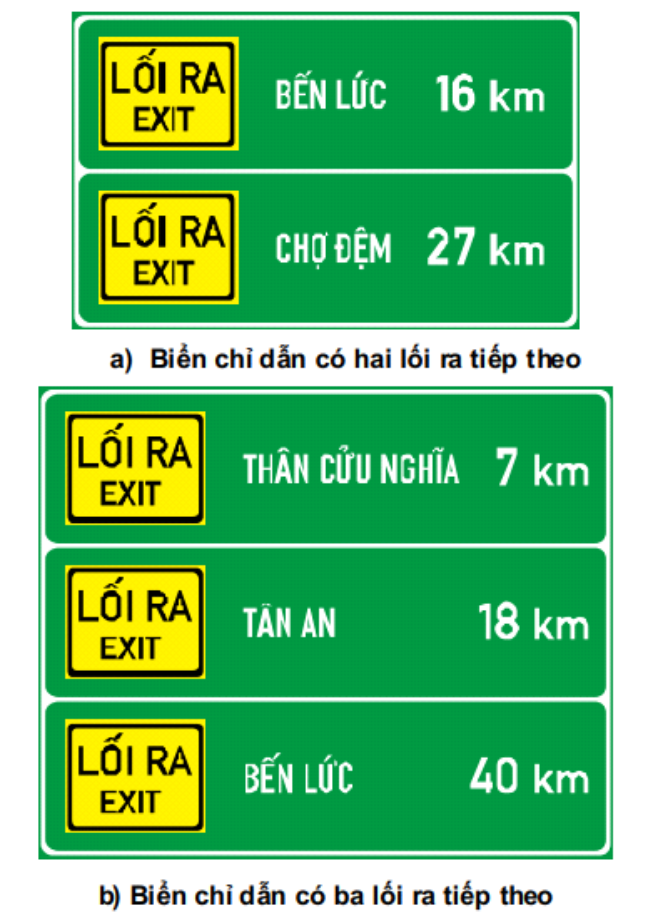 LỐI RA
EXIT
BẾN LỨC 16 km
LỐI RA
EXIT
CHỢ ĐỆM 27 km
a) Biển chỉ dẫn có hai lối ra tiếp theo
LỐI RA
EXIT
THÂN CỬU NGHĨA 7 km
LỐI RA
EXIT
TÂN AN 18 km
LỐI RA
EXIT
BẾN LỨC 40 km
b) Biển chỉ dẫn có ba lối ra tiếp theo